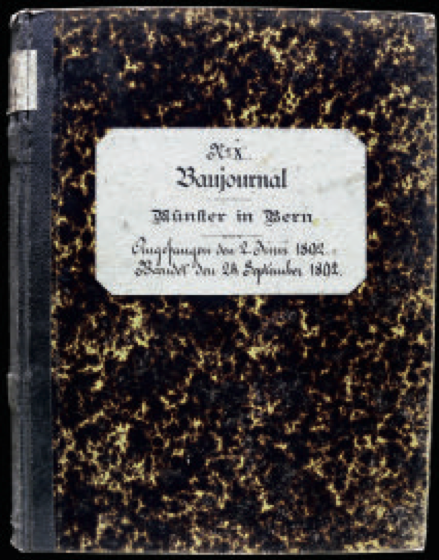 No X.
Baujournal
Münster in Bern
Angefangen den 2. Juni 1892.
Beendet den 24 September 1892.